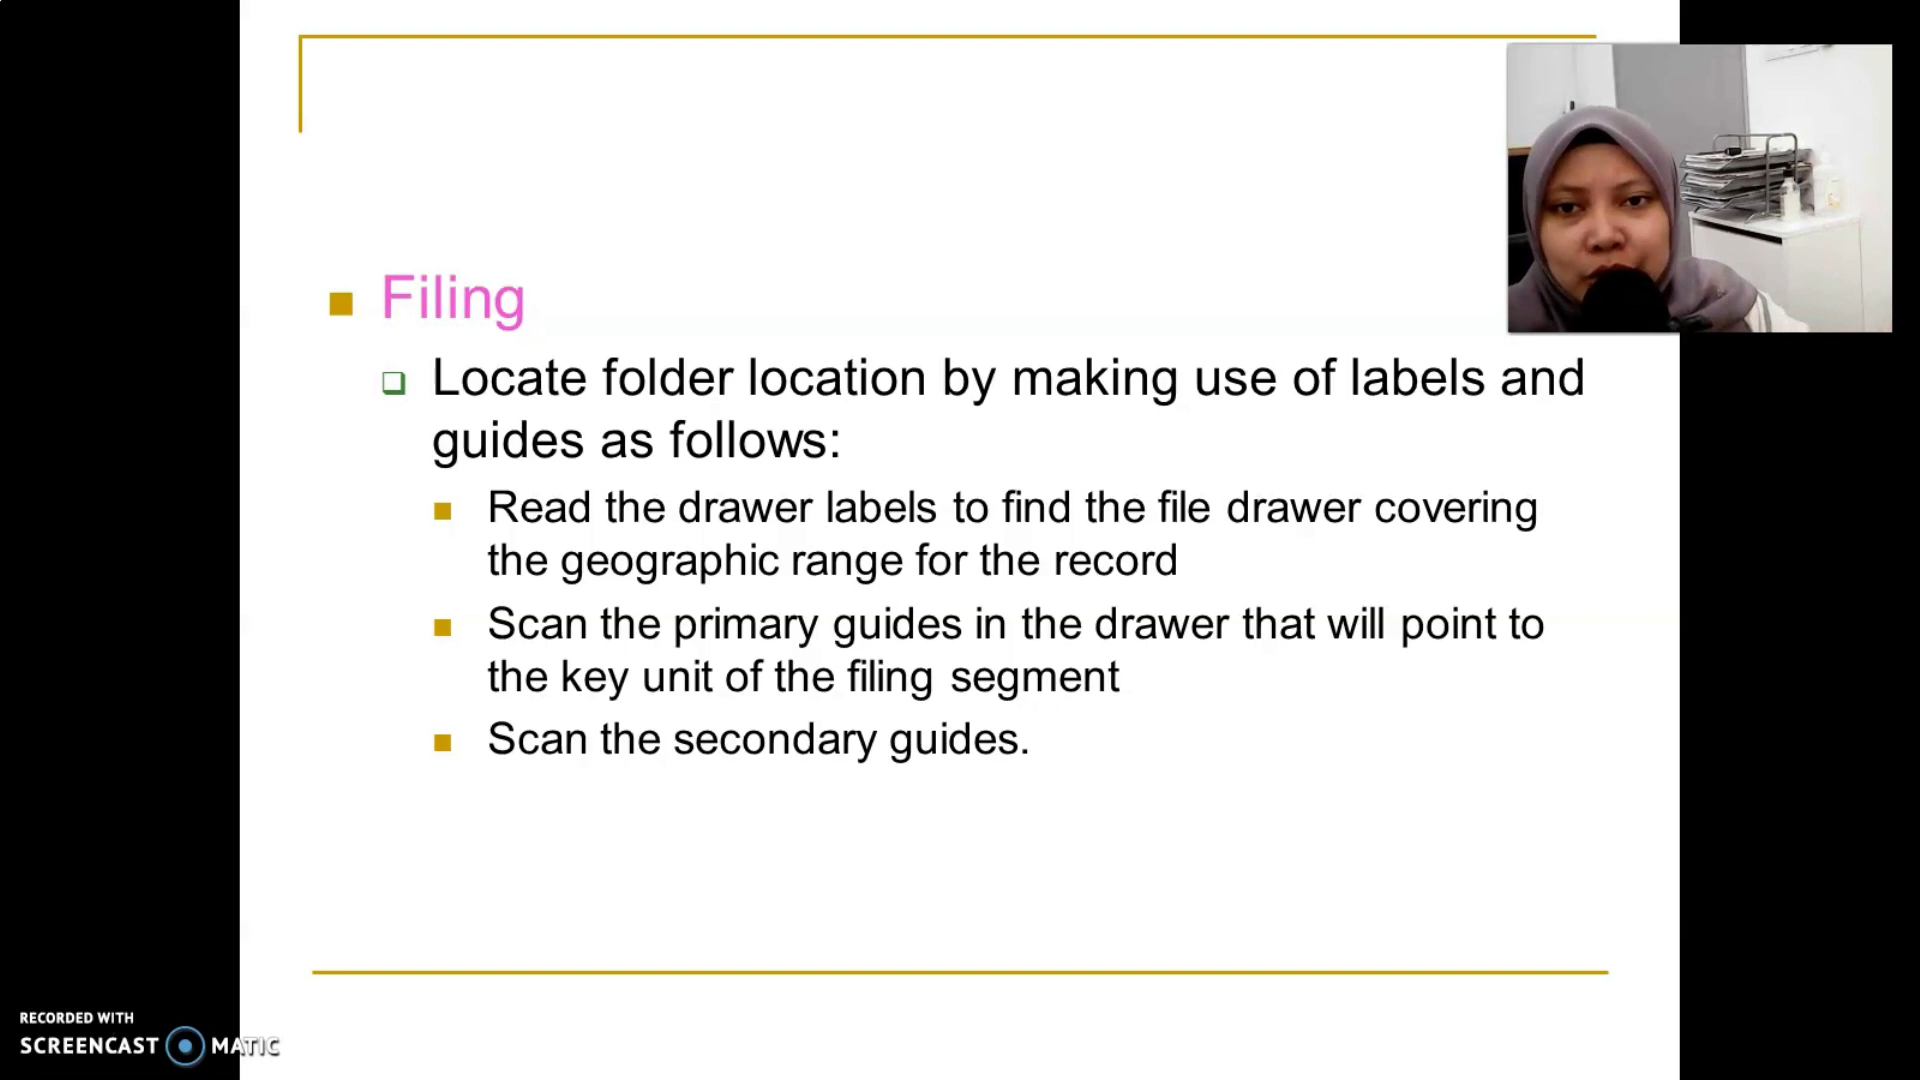 Filing
Locate folder location by making use of labels and
guides as follows:
Read the drawer labels to find the file drawer covering
the geographic range for the record
Scan the primary guides in the drawer that will point to
the key unit of the filing segment
Scan the secondary guides.
RECORDED WITH
SCREENCAST MATIC